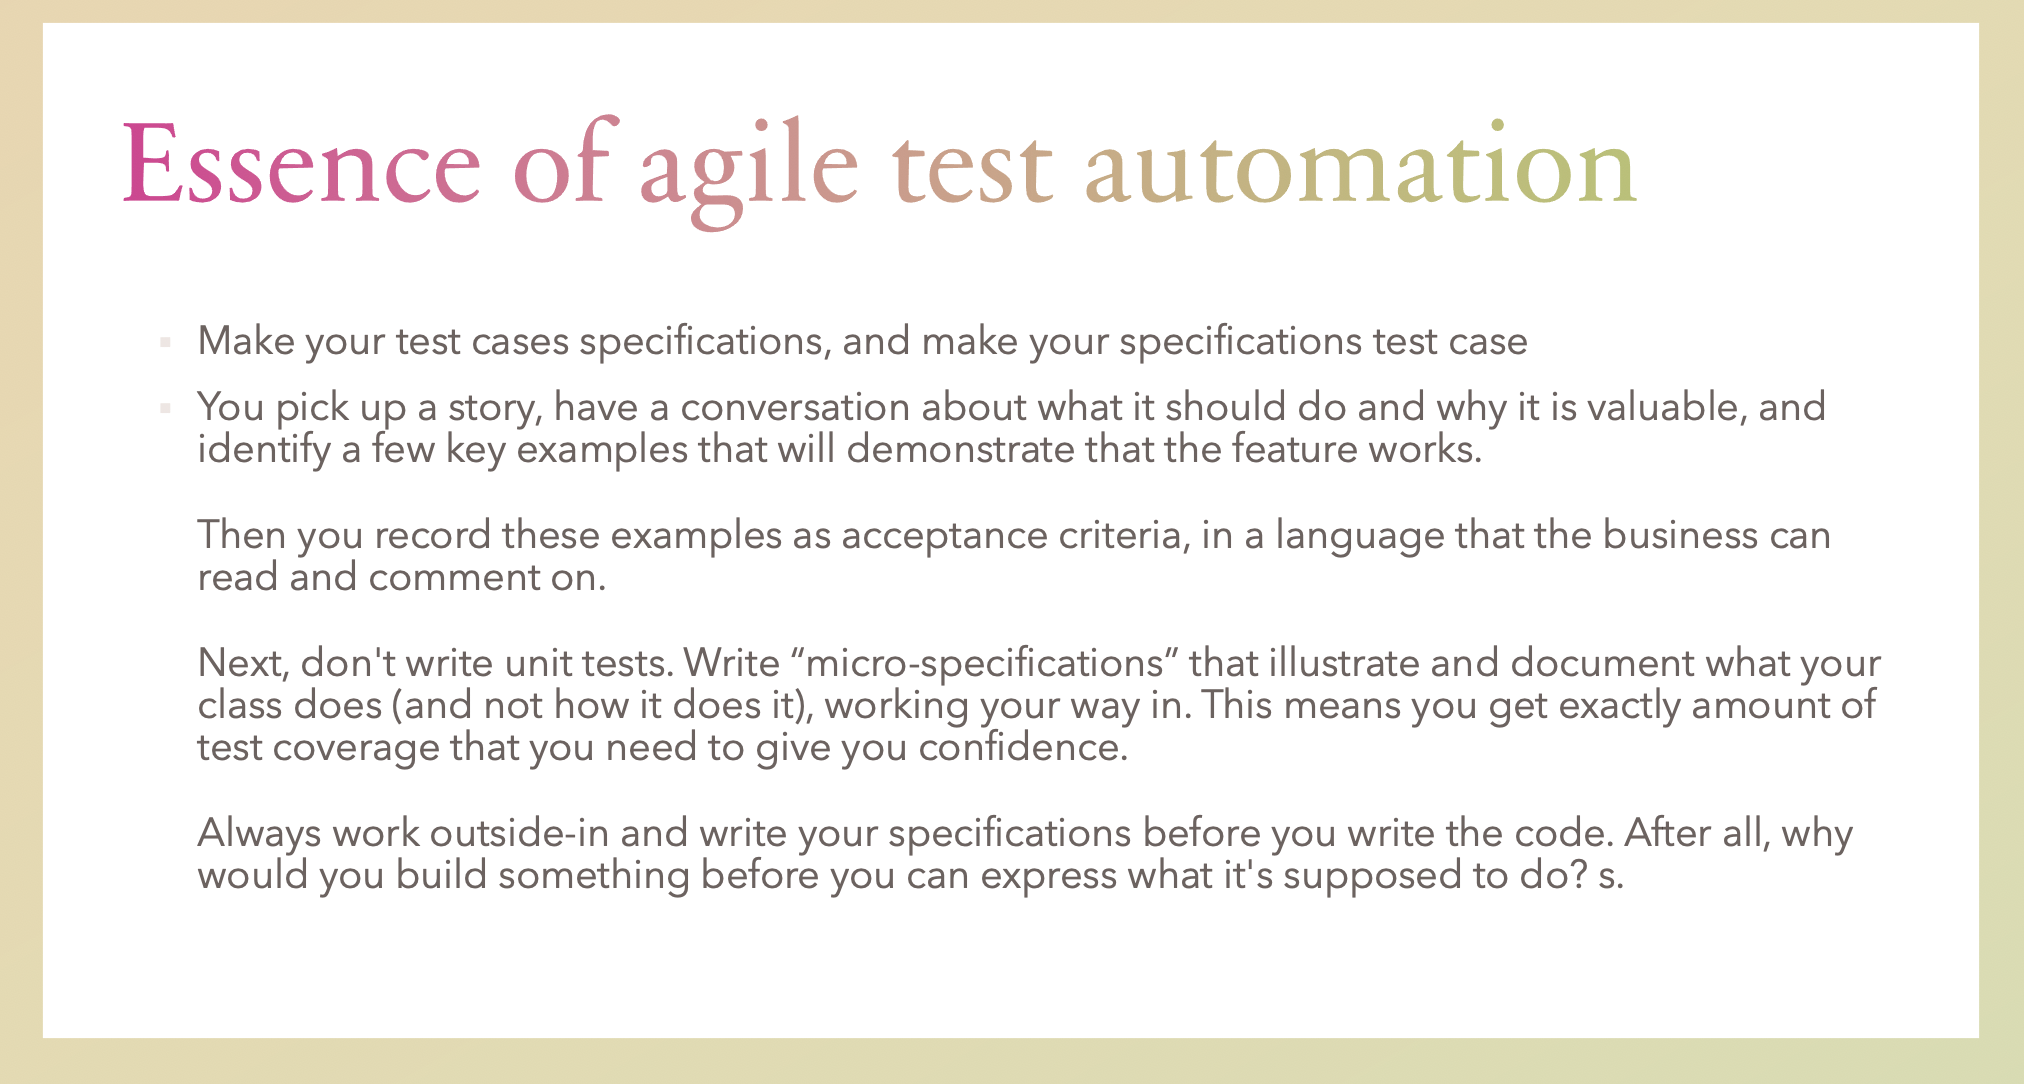 Essence of agile test automation
Make your test cases specifications, and make your specifications test case
You pick up a story, have a conversation about what it should do and why it is valuable, and
identify a few key examples that will demonstrate that the feature works.
Then you record these examples as acceptance criteria, in a language that the business can
read and comment on.
Next, don't write unit tests. Write “micro-specifications” that illustrate and document what your
class does (and not how it does it), working your way in. This means you get exactly amount of
test coverage that you need to give you confidence.
Always work outside-in and write your specifications before you write the code. After all, why
would you build something before you can express what it's supposed to do? s.